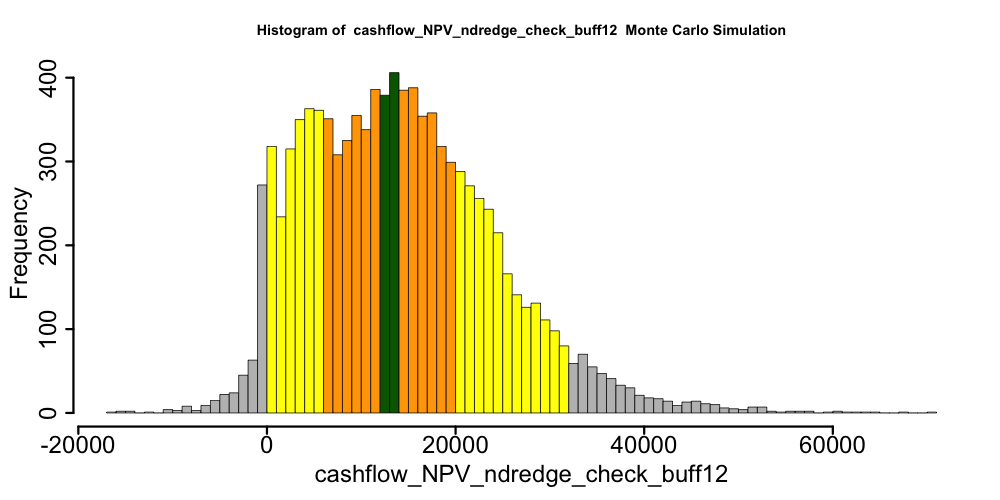 Histogram of  cashflow_NPV_ndredge_check_buff12  Monte Carlo Simulation
Frequency
400
300
200
100
0
-20000 0 20000 40000 60000
cashflow_NPV_ndredge_check_buff12